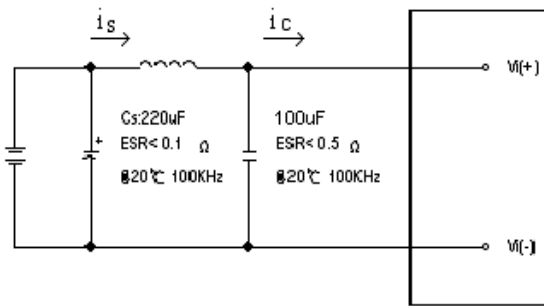 is
ic
Vi(+)
Cs:220uF
ESR<0.1 Ω
@20℃ 100KHz
100uF
ESR<0.5 Ω
@20℃ 100KHz
+
Vi(-)